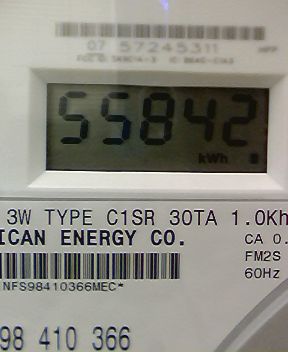 07 57245311
55842
kWh
3W TYPE C1SR 30TA 1.0Kh
ICAN ENERGY CO.
CA 0.
FM2S
60Hz
NFS98410366MEC*
98 410 366